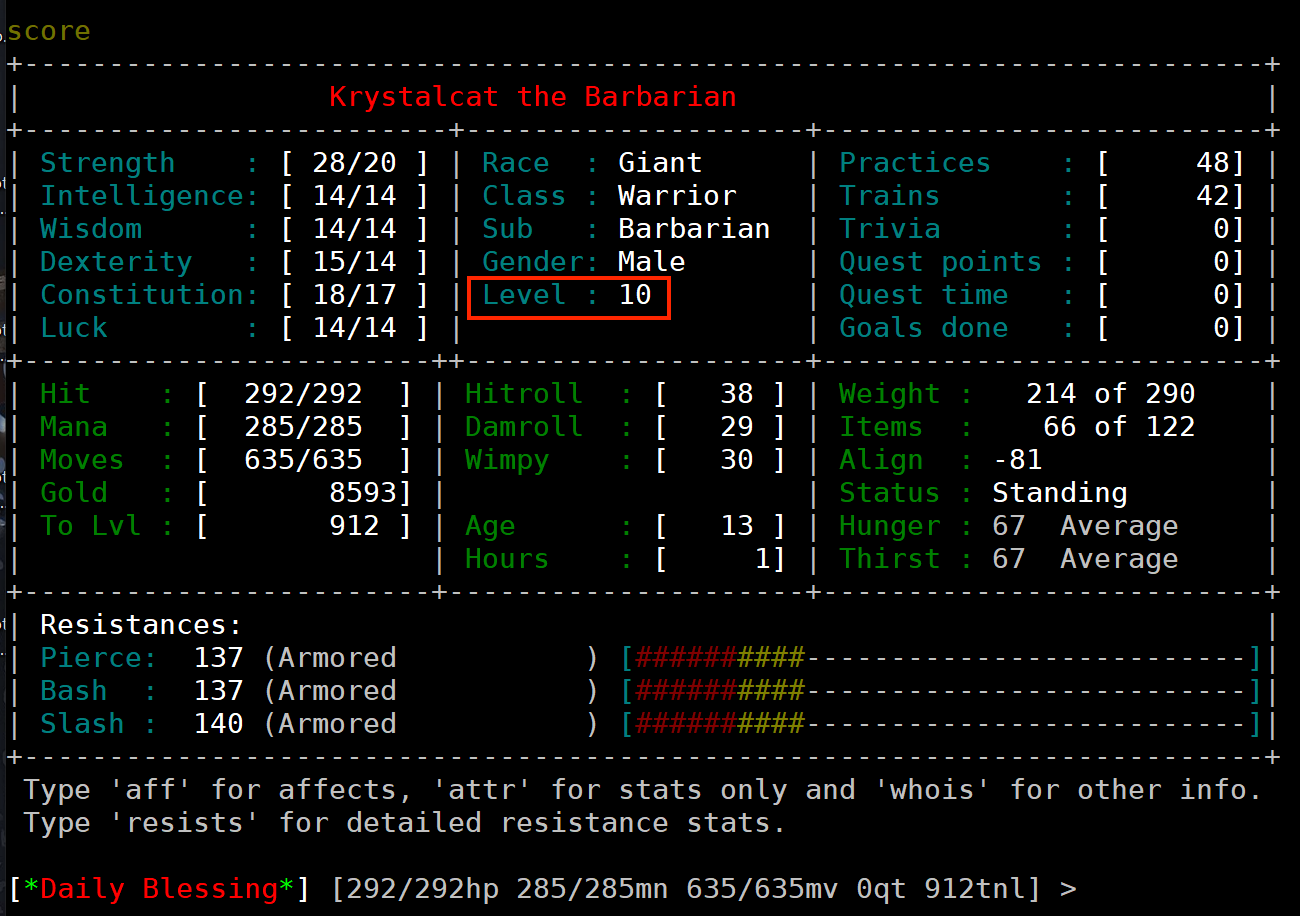 score
+--------------------------------------------------------------------------+
| Krystalcat the Barbarian |
+--------------------------+--------------------+--------------------------+
| Strength : [ 28/20 ] | Race : Giant | Practices : [ 48] |
| Intelligence: [ 14/14 ] | Class : Warrior | Trains : [ 42] |
| Wisdom : [ 14/14 ] | Sub : Barbarian | Trivia : [ 0] |
| Dexterity : [ 15/14 ] | Gender: Male | Quest points : [ 0] |
| Constitution: [ 18/17 ] | Level : 10 | Quest time : [ 0] |
| Luck : [ 14/14 ] | | Goals done : [ 0] |
+-------------------------++--------------------+--------------------------+
| Hit : [ 292/292 ] | Hitroll : [ 38 ] | Weight : 214 of 290 |
| Mana : [ 285/285 ] | Damroll : [ 29 ] | Items : 66 of 122 |
| Moves : [ 635/635 ] | Wimpy : [ 30 ] | Align : -81 |
| Gold : [ 8593] | | Status : Standing |
| To Lvl : [ 912 ] | Age : [ 13 ] | Hunger : 67 Average |
| | Hours : [ 1] | Thirst : 67 Average |
+-------------------------+---------------------+--------------------------+
| Resistances: |
| Pierce: 137 (Armored ) [##########--------------------------]|
| Bash : 137 (Armored ) [##########--------------------------]|
| Slash : 140 (Armored ) [##########--------------------------]|
+--------------------------------------------------------------------------+
Type 'aff' for affects, 'attr' for stats only and 'whois' for other info.
Type 'resists' for detailed resistance stats.
[*Daily Blessing*] [292/292hp 285/285mn 635/635mv 0qt 912tnl] >